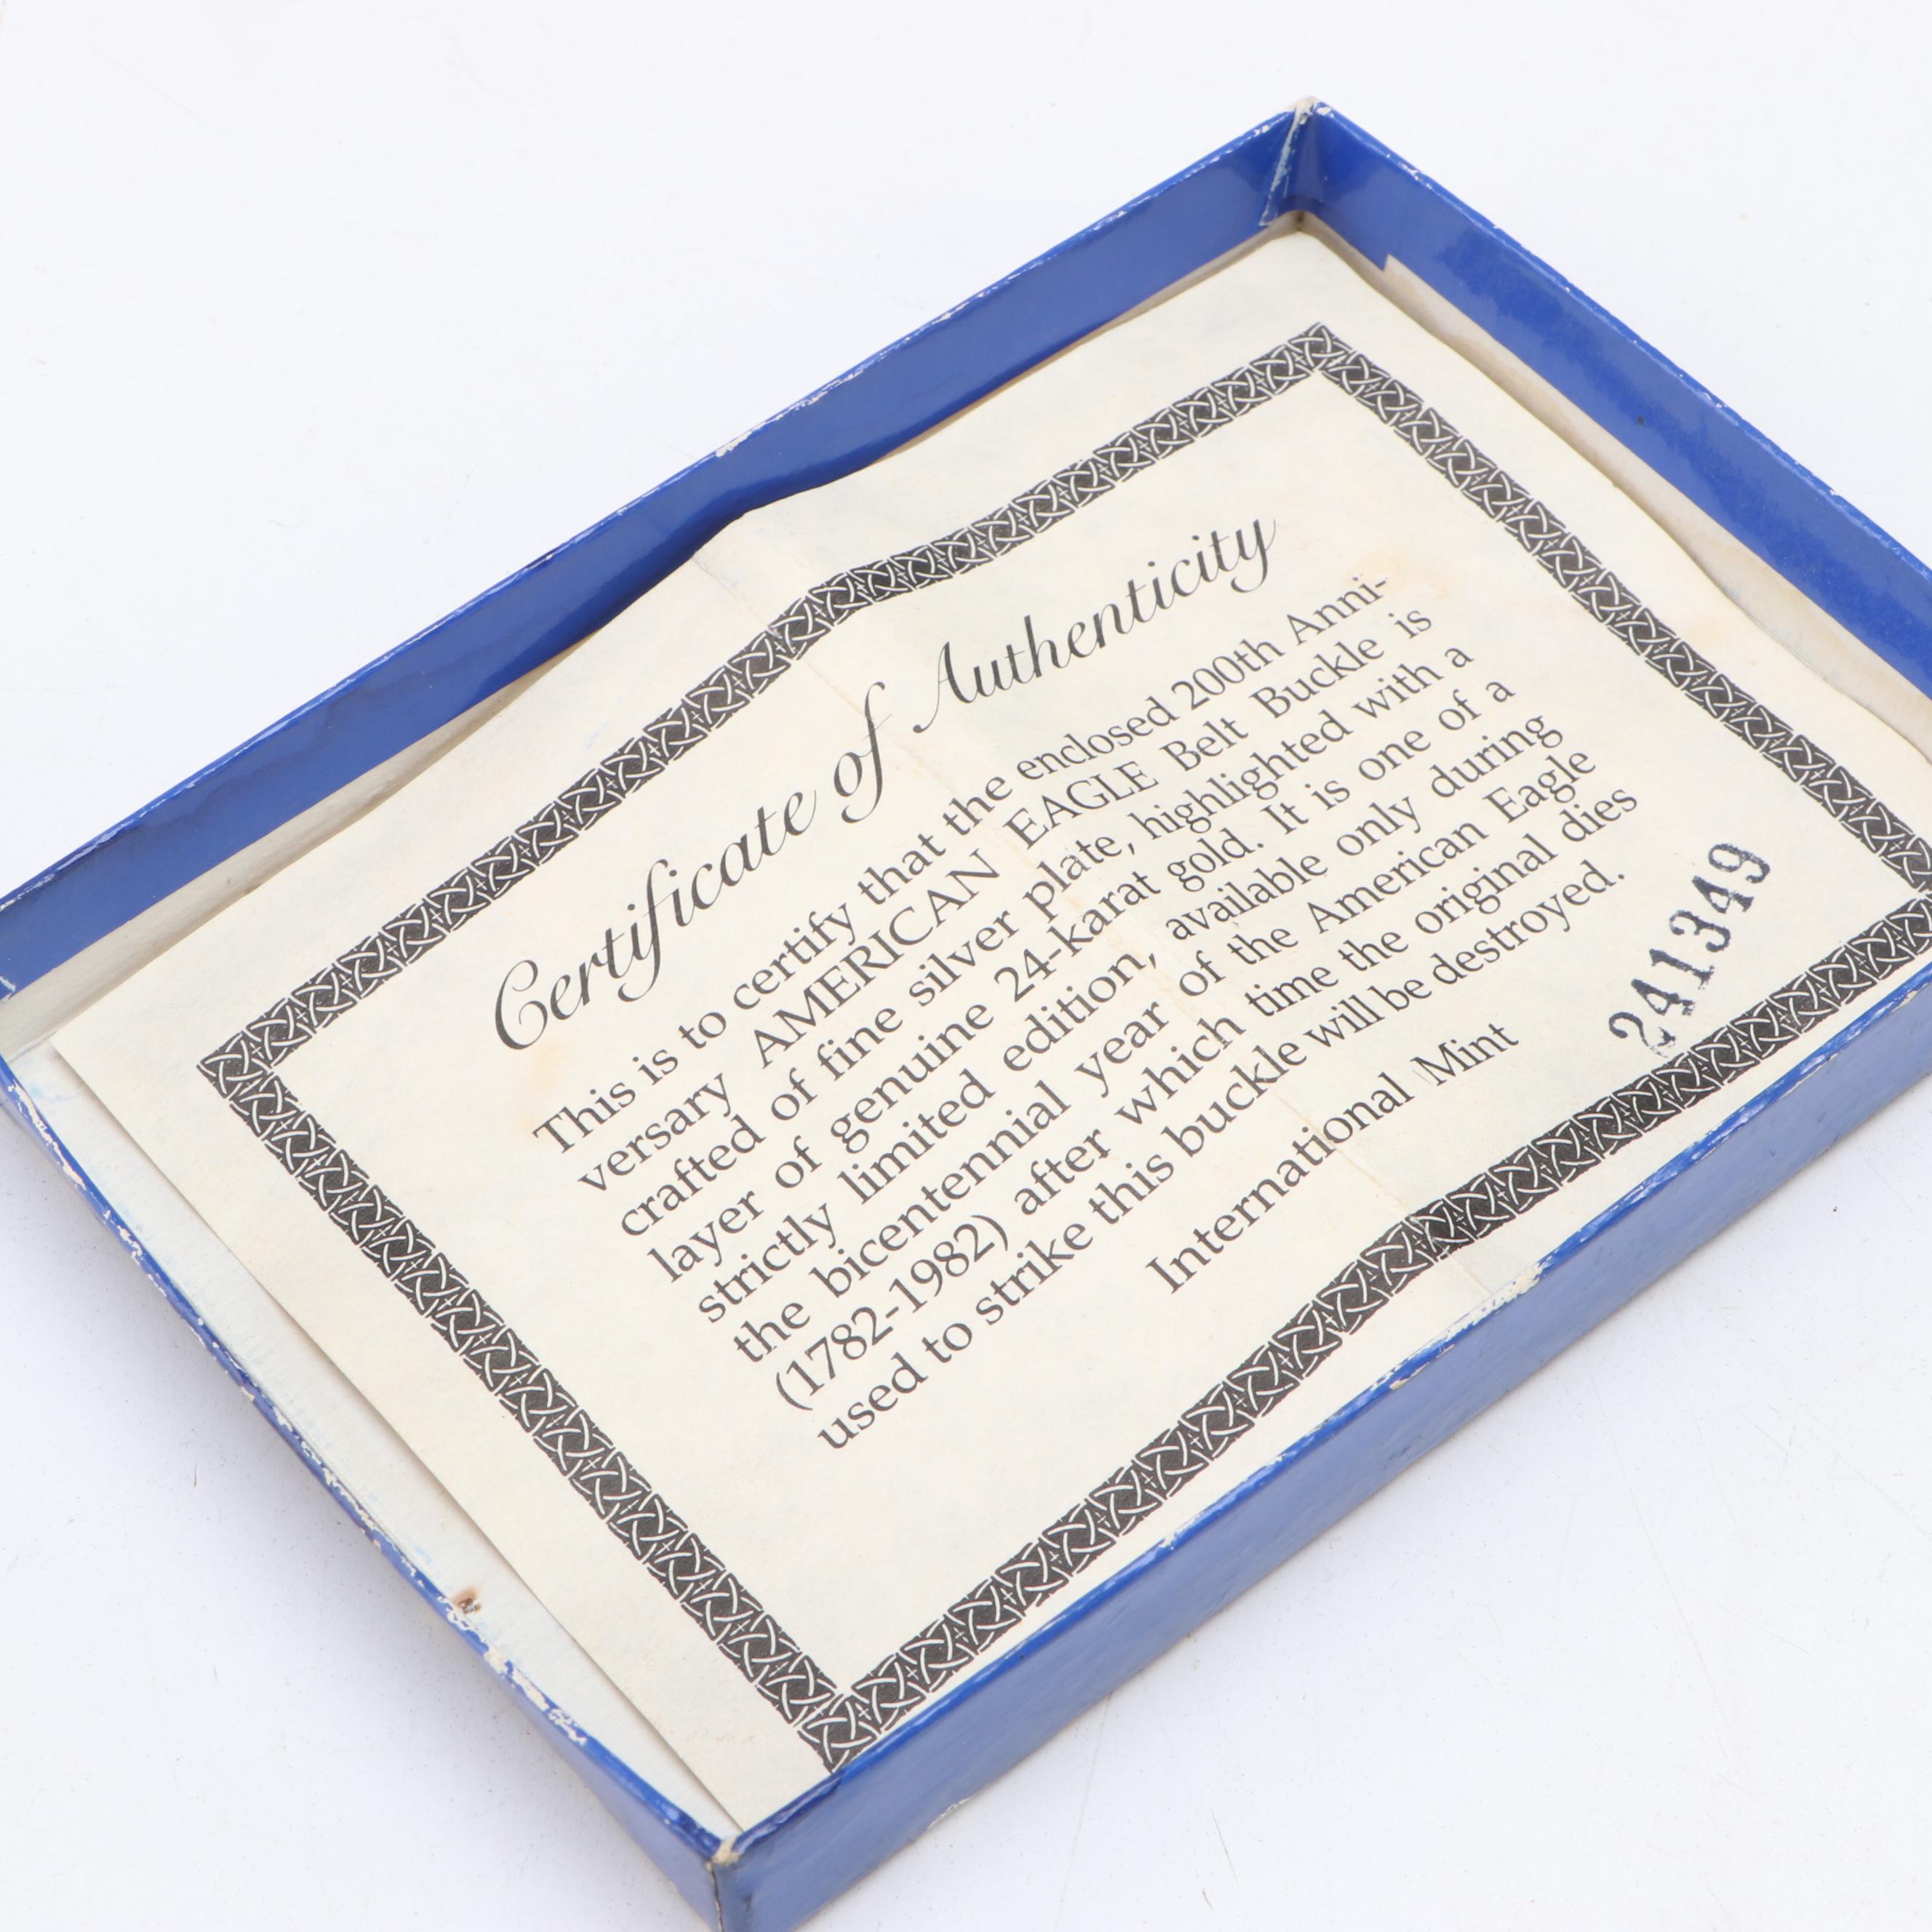 Certificate of Authenticity
This is to certify that the enclosed 200th Anni-
versary AMERICAN EAGLE Belt Buckle is
crafted of fine silver plate, highlighted with a
layer of genuine 24-karat gold. It is one of a
strictly limited edition, available only during
the bicentennial year of the American Eagle
(1782-1982) after which time the original dies
used to strike this buckle will be destroyed.
International Mint
241349